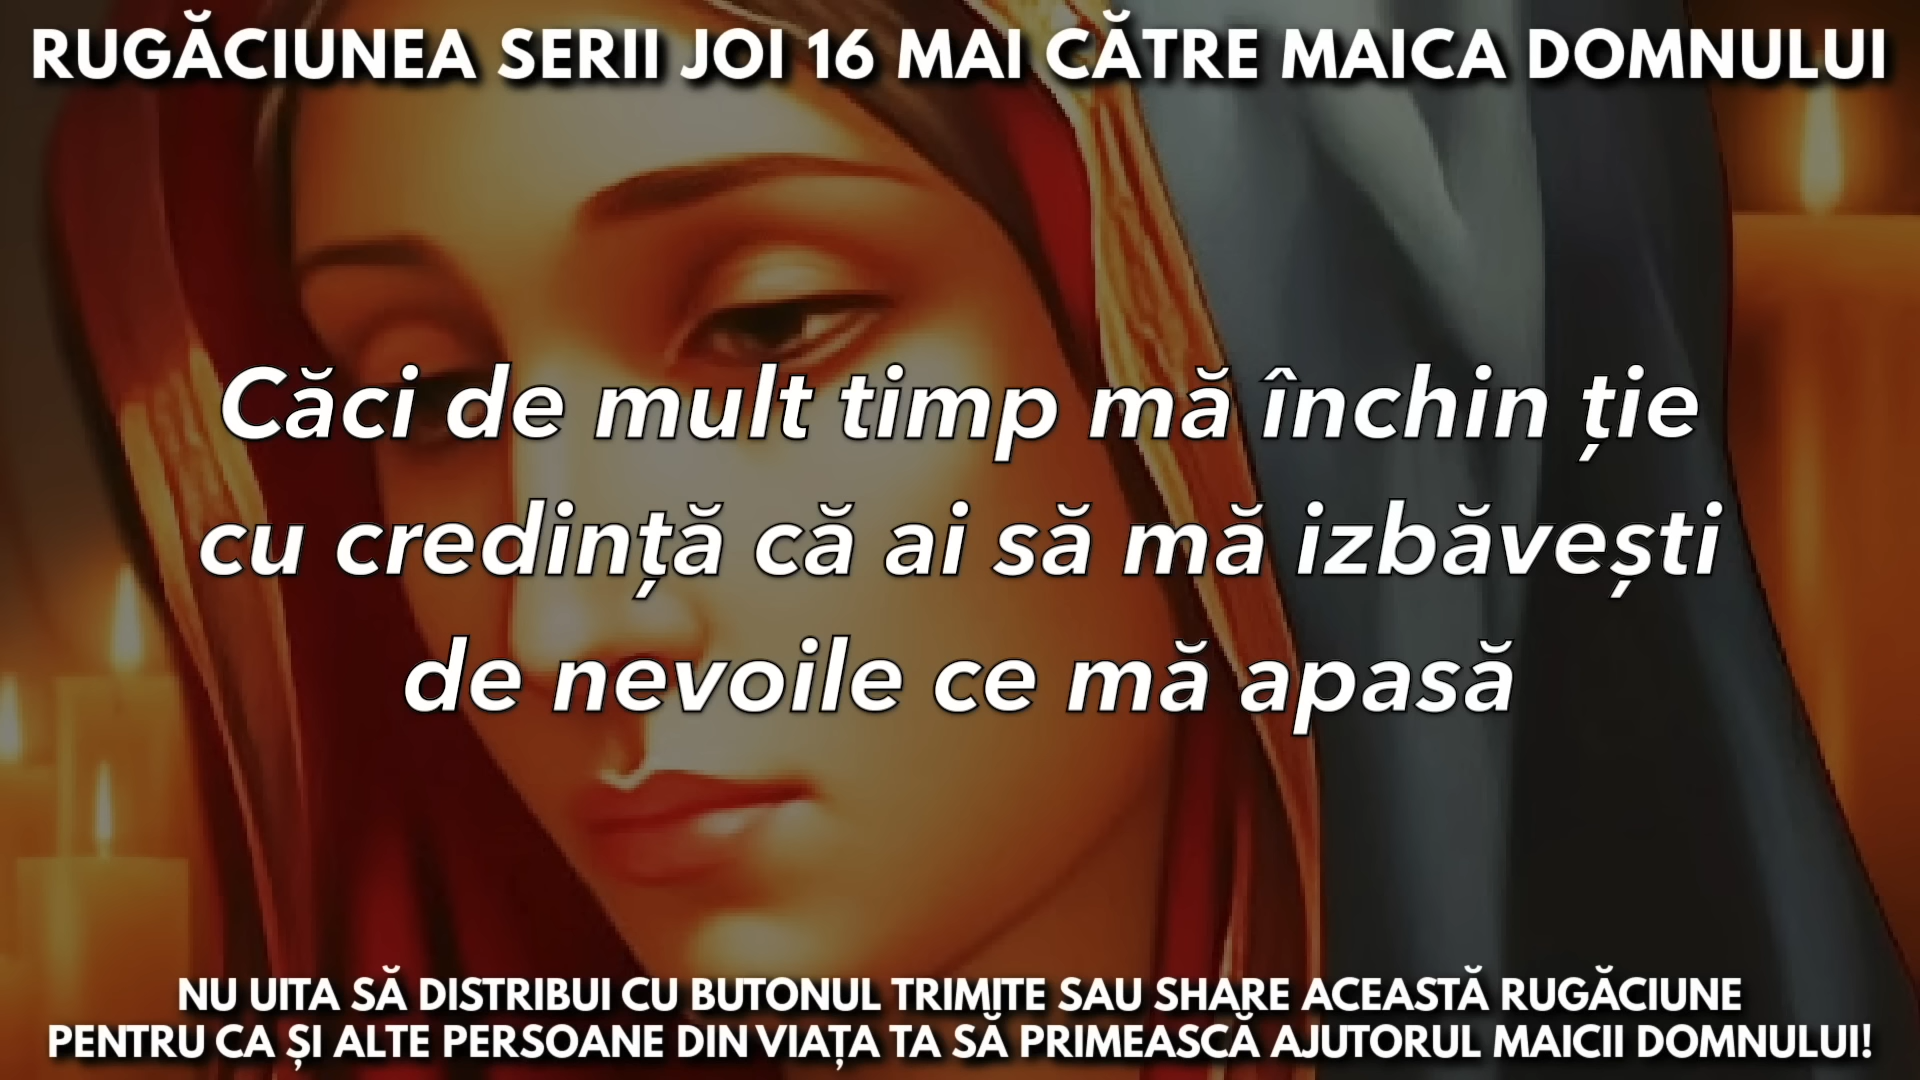 RUGĂCIUNEA SERII JOI 16 MAI CĂTRE MAICA DOMNULUI
Căci de mult timp mă închin ție
cu credință că ai să mă izbăvești
de nevoile ce mă apasă
NU UITA SĂ DISTRIBUI CU BUTONUL TRIMITE SAU SHARE ACEASTĂ RUGĂCIUNE
PENTRU CA ȘI ALTE PERSOANE DIN VIAȚA TA SĂ PRIMEASCĂ AJUTORUL MAICII DOMNULUI!